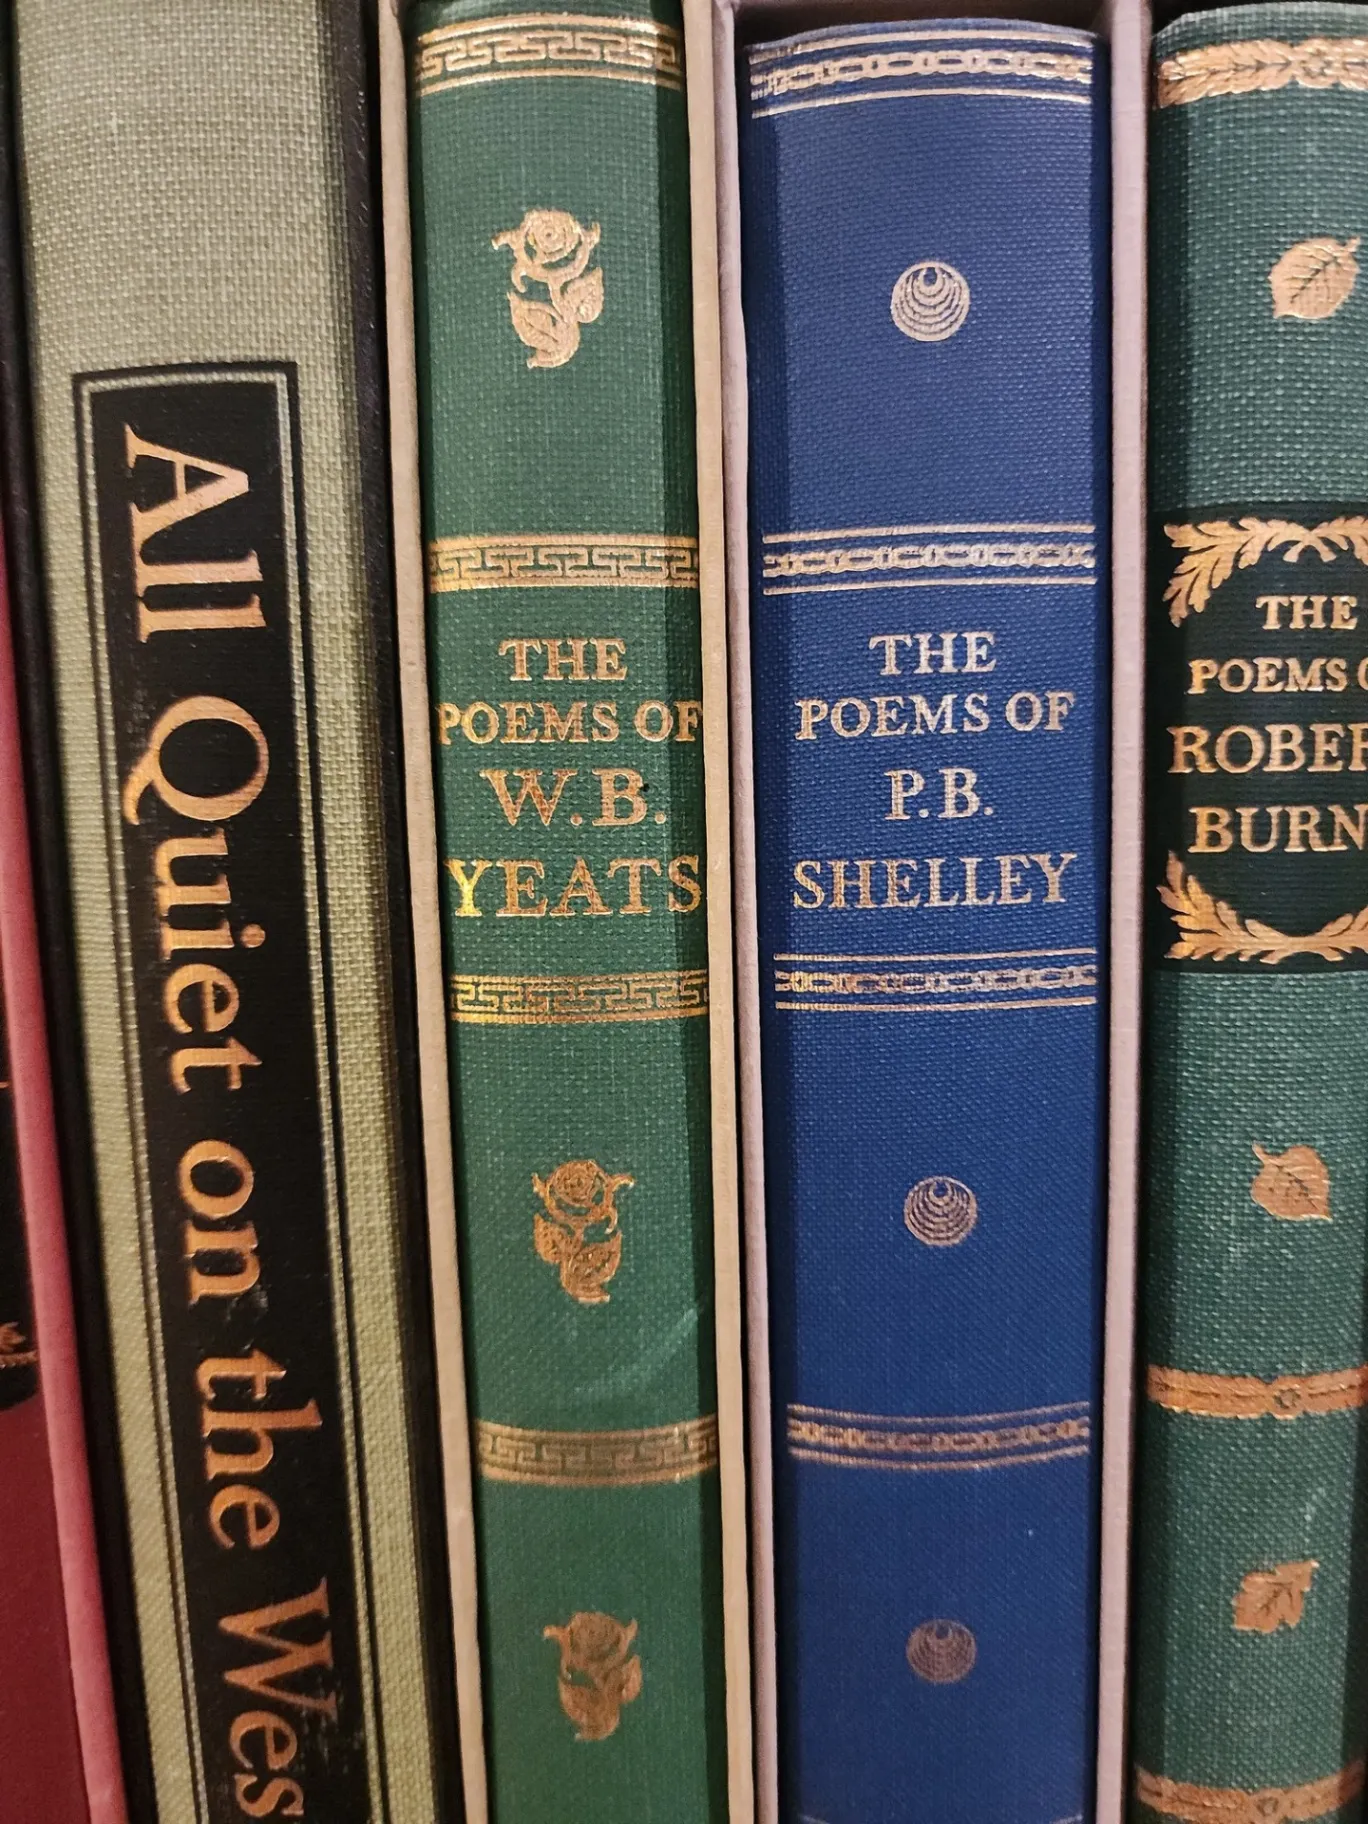 All Quiet on the Wes
THE
POEMS OF
W.B.
YEATS
THE
POEMS OF
P.B.
SHELLEY
THE
POEMS O
ROBER
BURN